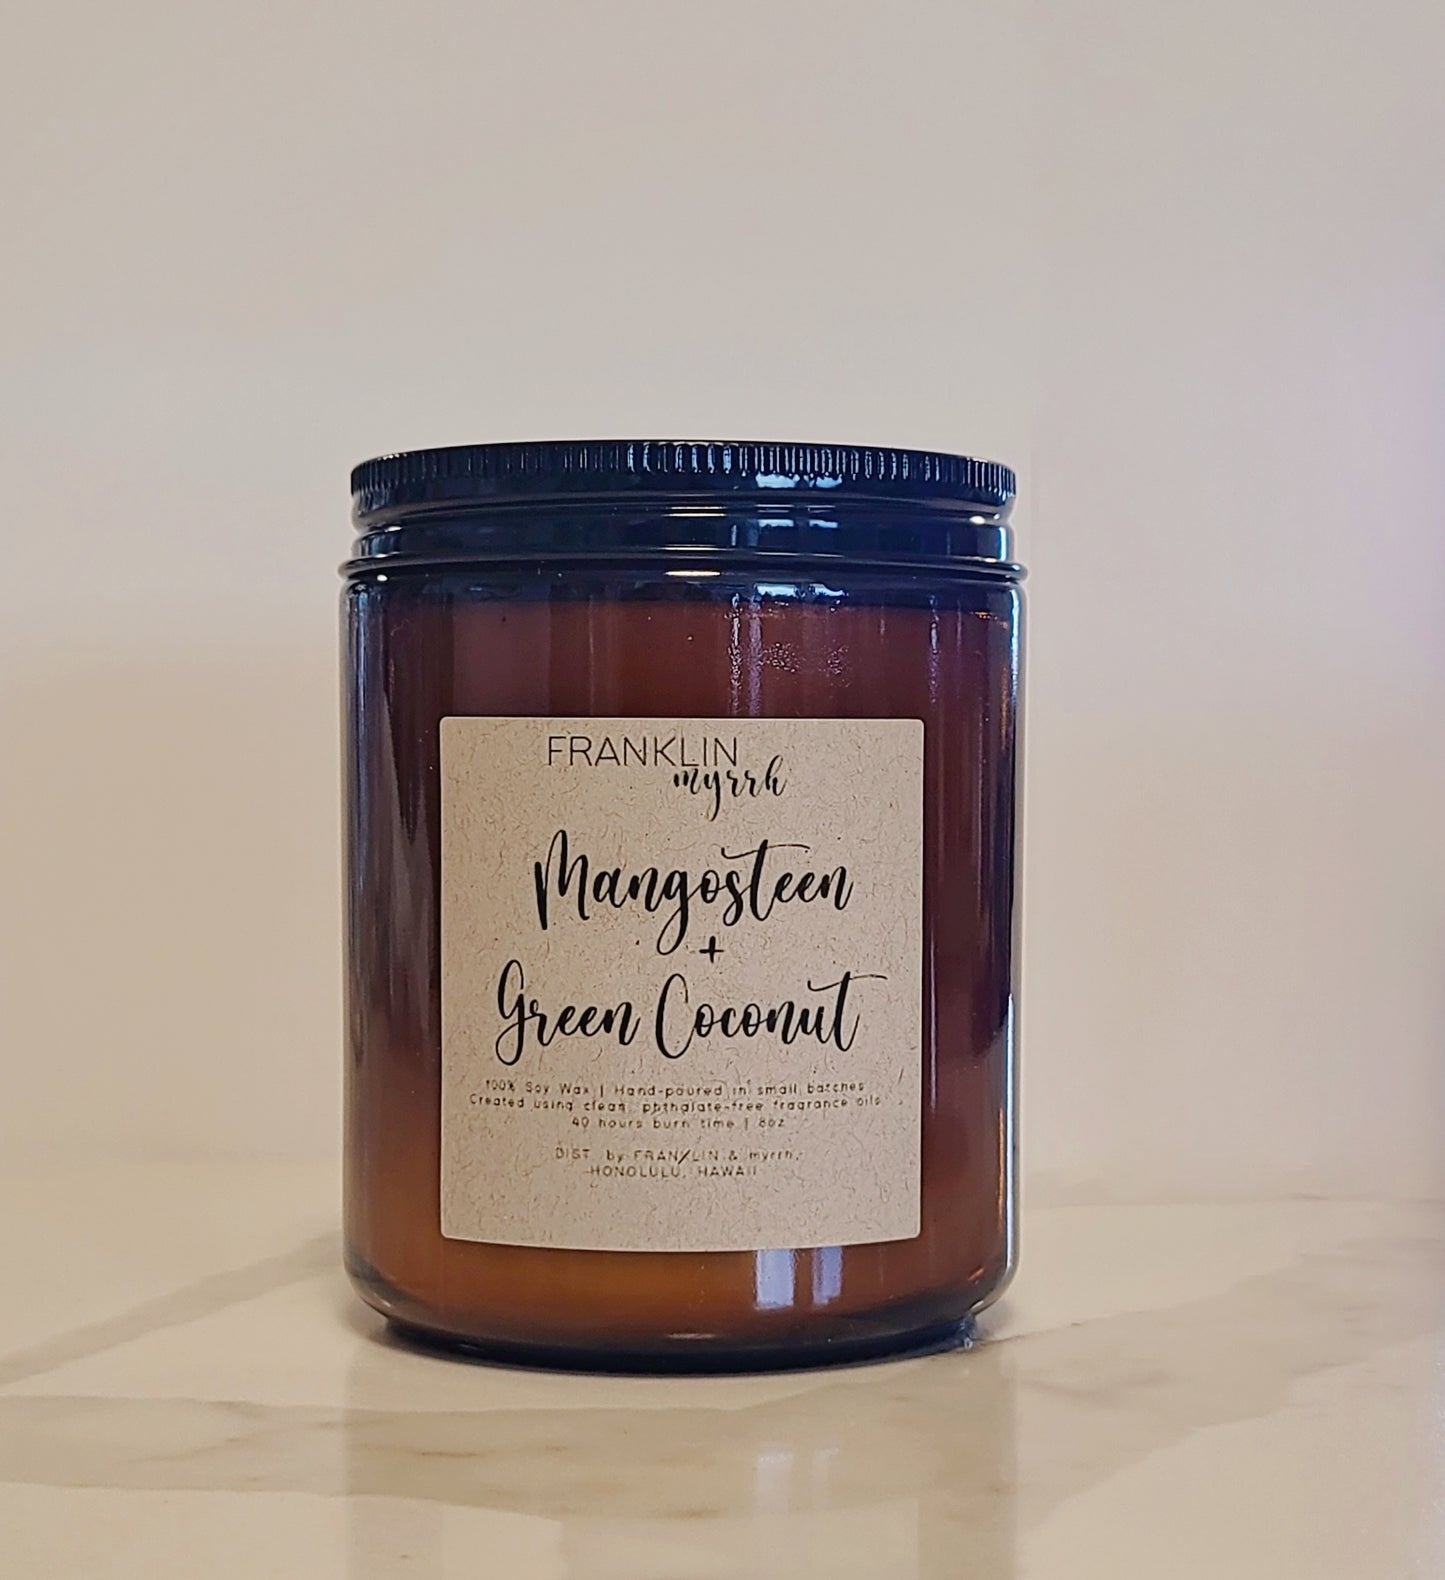 FRANKLIN
myrrh
Mangosteen
+
Green Coconut
100% Soy Wax | Hand-poured in small batches
Created using clean, phthalate-free fragrance oils
40 hours burn time | 8oz
DIST. by FRANKLIN & myrrh,
HONOLULU, HAWAII